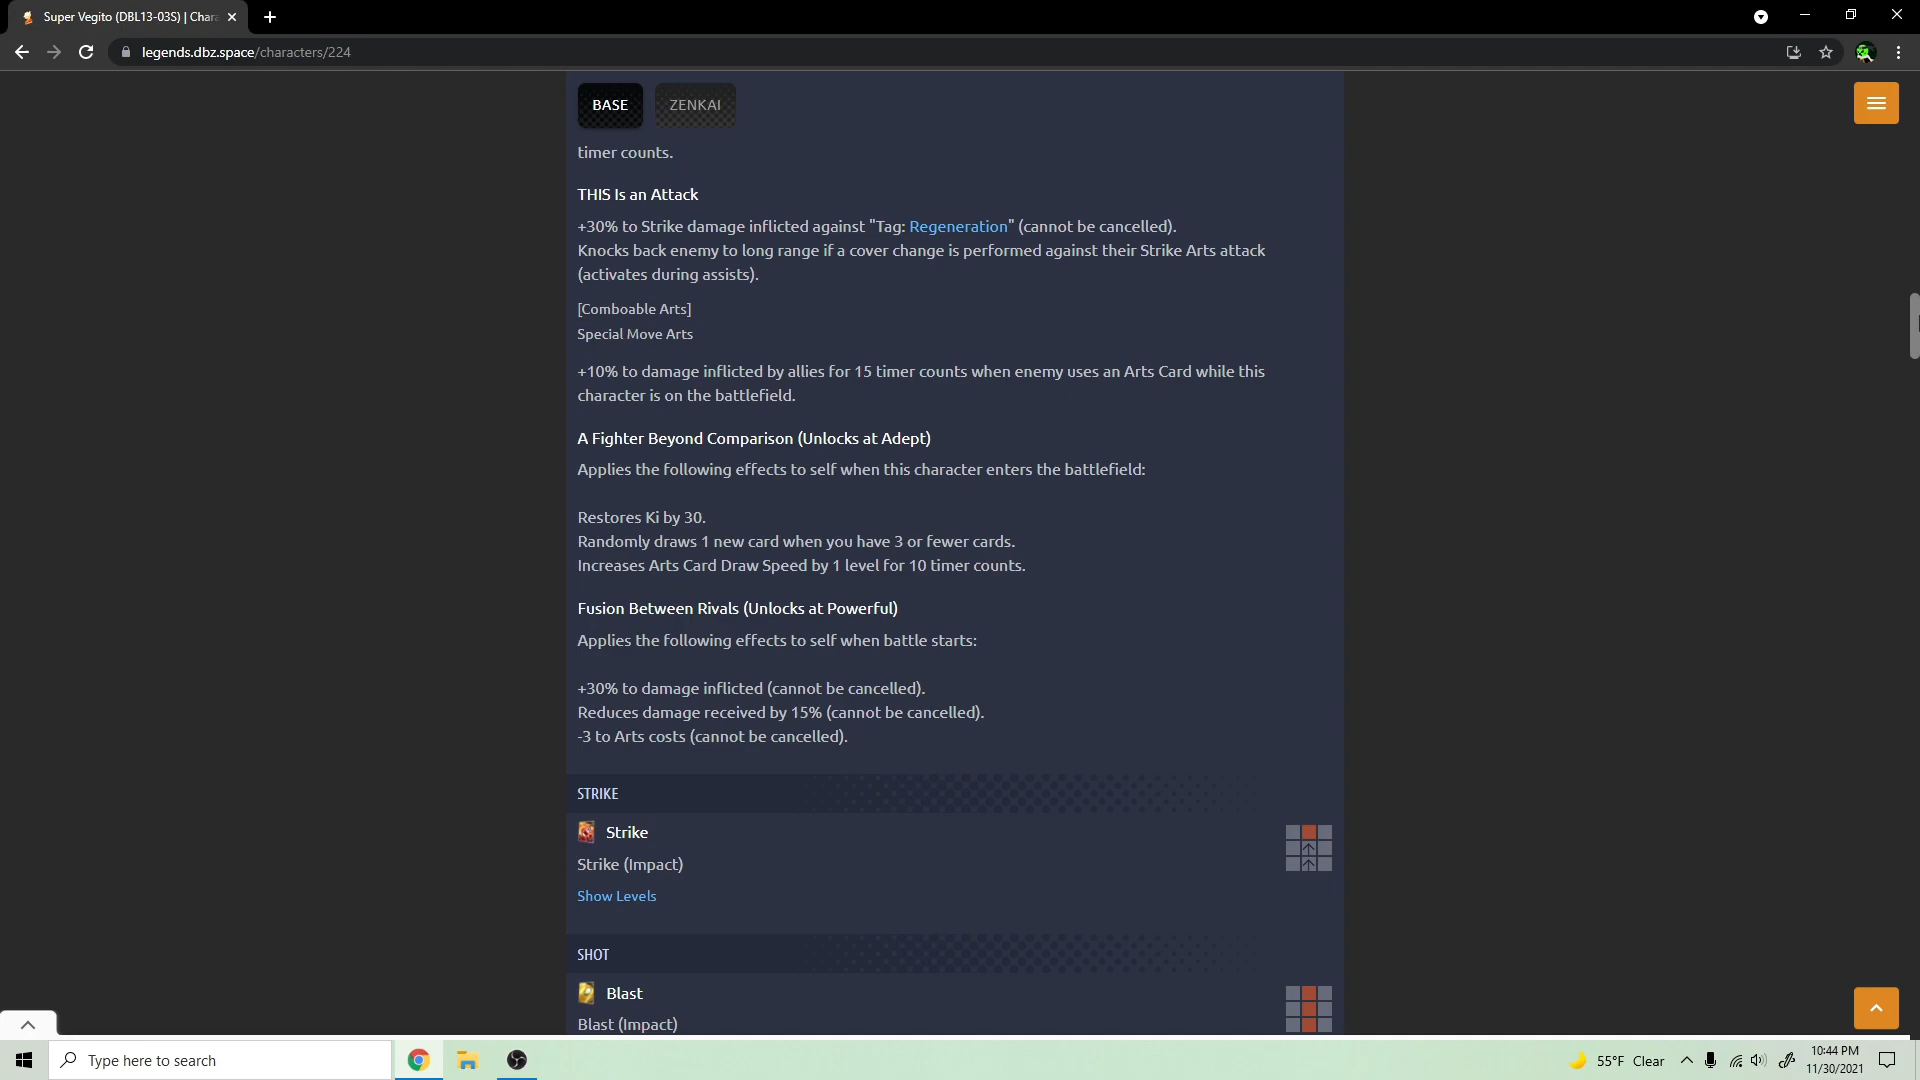 Super Vegito (DBL13-03S) | Chara
legends.dbz.space/characters/224
BASE
ZENKAI
timer counts.
THIS Is an Attack
+30% to Strike damage inflicted against "Tag: Regeneration" (cannot be cancelled).
Knocks back enemy to long range if a cover change is performed against their Strike Arts attack
(activates during assists).
[Comboable Arts]
Special Move Arts
+10% to damage inflicted by allies for 15 timer counts when enemy uses an Arts Card while this
character is on the battlefield.
A Fighter Beyond Comparison (Unlocks at Adept)
Applies the following effects to self when this character enters the battlefield:
Restores Ki by 30.
Randomly draws 1 new card when you have 3 or fewer cards.
Increases Arts Card Draw Speed by 1 level for 10 timer counts.
Fusion Between Rivals (Unlocks at Powerful)
Applies the following effects to self when battle starts:
+30% to damage inflicted (cannot be cancelled).
Reduces damage received by 15% (cannot be cancelled).
-3 to Arts costs (cannot be cancelled).
STRIKE
Strike
Strike (Impact)
Show Levels
SHOT
Blast
Blast (Impact)
Type here to search
55°F Clear
10:44 PM
11/30/2021